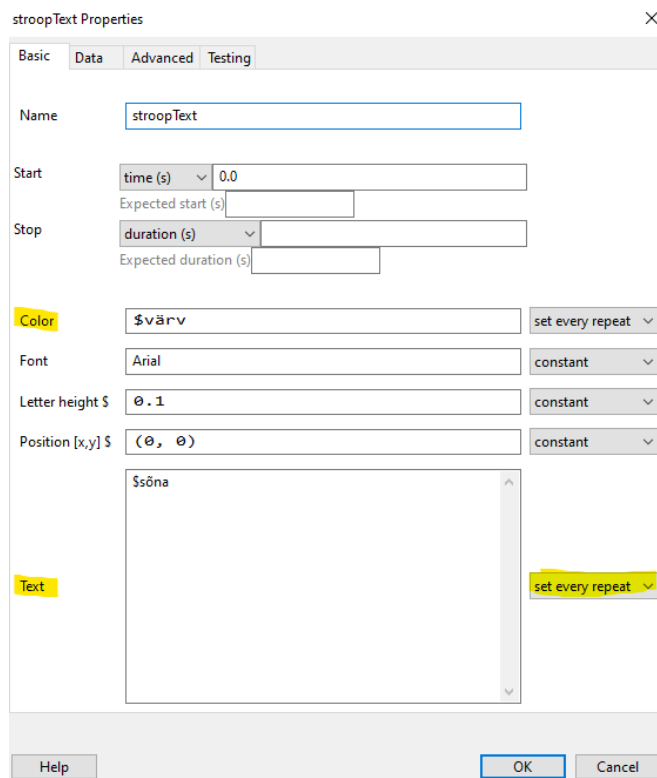 stroopText Properties
Basic Data Advanced Testing
Name stroopText
Start time (s) 0.0
Expected start (s)
Stop duration (s)
Expected duration (s)
Color $värv set every repeat
Font Arial constant
Letter height $ 0.1 constant
Position [x,y] $ (0, 0) constant
$sõna
Text set every repeat
Help OK Cancel